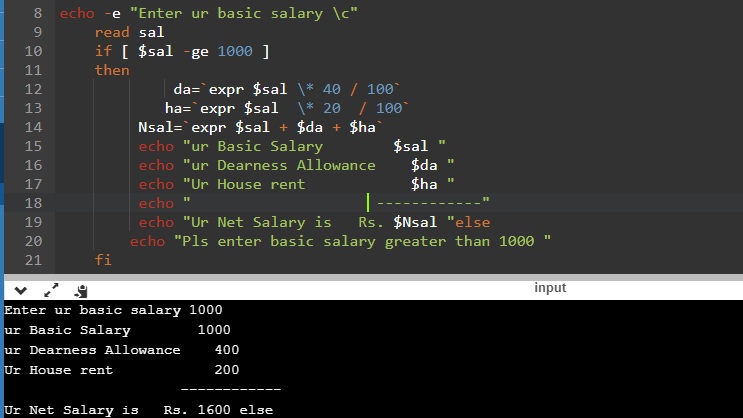 8 echo -e "Enter ur basic salary \c"
9 read sal
10 if [ $sal -ge 1000 ]
11 then
12 da=`expr $sal \* 40 / 100`
13 ha=`expr $sal \* 20 / 100`
14 Nsal=`expr $sal + $da + $ha`
15 echo "ur Basic Salary $sal "
16 echo "ur Dearness Allowance $da "
17 echo "Ur House rent $ha "
18 echo " ------------"
19 echo "Ur Net Salary is Rs. $Nsal "else
20 echo "Pls enter basic salary greater than 1000 "
21 fi
input
Enter ur basic salary 1000
ur Basic Salary 1000
ur Dearness Allowance 400
Ur House rent 200
------------
Ur Net Salary is Rs. 1600 else